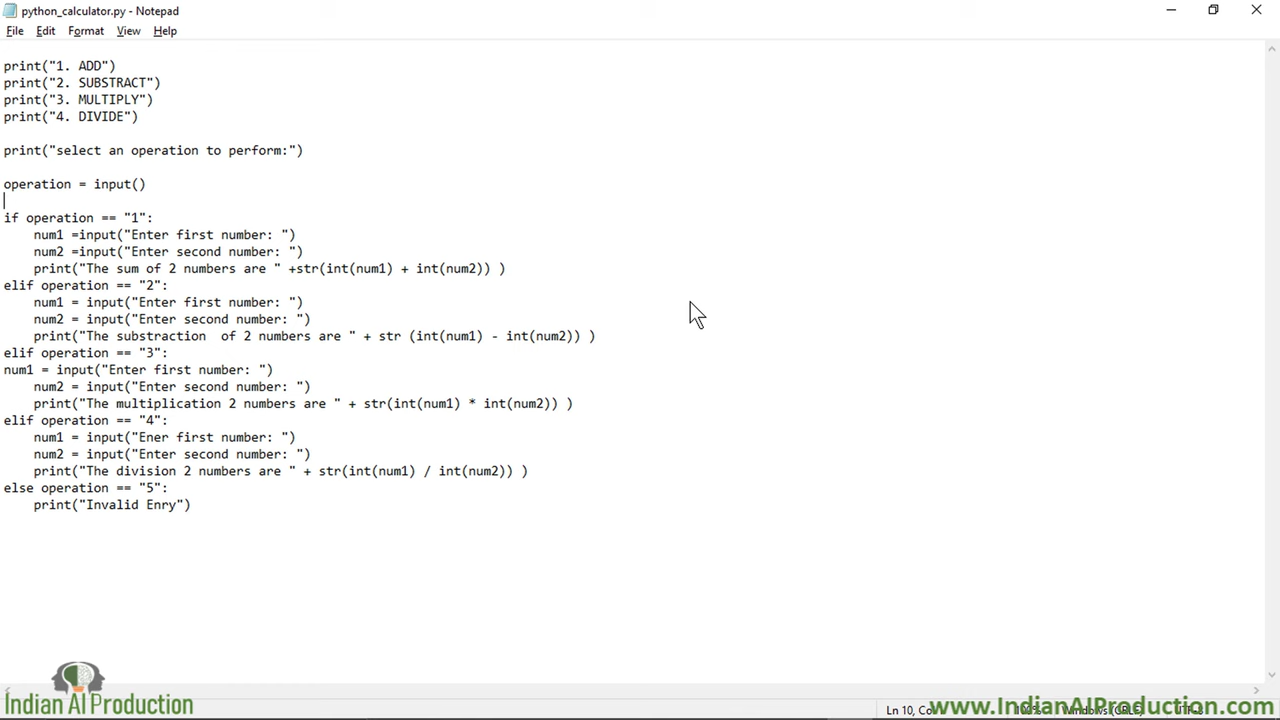 python_calculator.py - Notepad
File Edit Format View Help
print("1. ADD")
print("2. SUBSTRACT")
print("3. MULTIPLY")
print("4. DIVIDE")
print("select an operation to perform:")
operation = input()
if operation == "1":
    num1 =input("Enter first number: ")
    num2 =input("Enter second number: ")
    print("The sum of 2 numbers are " +str(int(num1) + int(num2)) )
elif operation == "2":
    num1 = input("Enter first number: ")
    num2 = input("Enter second number: ")
    print("The substraction  of 2 numbers are " + str (int(num1) - int(num2)) )
elif operation == "3":
num1 = input("Enter first number: ")
    num2 = input("Enter second number: ")
    print("The multiplication 2 numbers are " + str(int(num1) * int(num2)) )
elif operation == "4":
    num1 = input("Ener first number: ")
    num2 = input("Enter second number: ")
    print("The division 2 numbers are " + str(int(num1) / int(num2)) )
else operation == "5":
    print("Invalid Enry")
Indian AI Production
Ln 10, www.IndianAIProduction.com